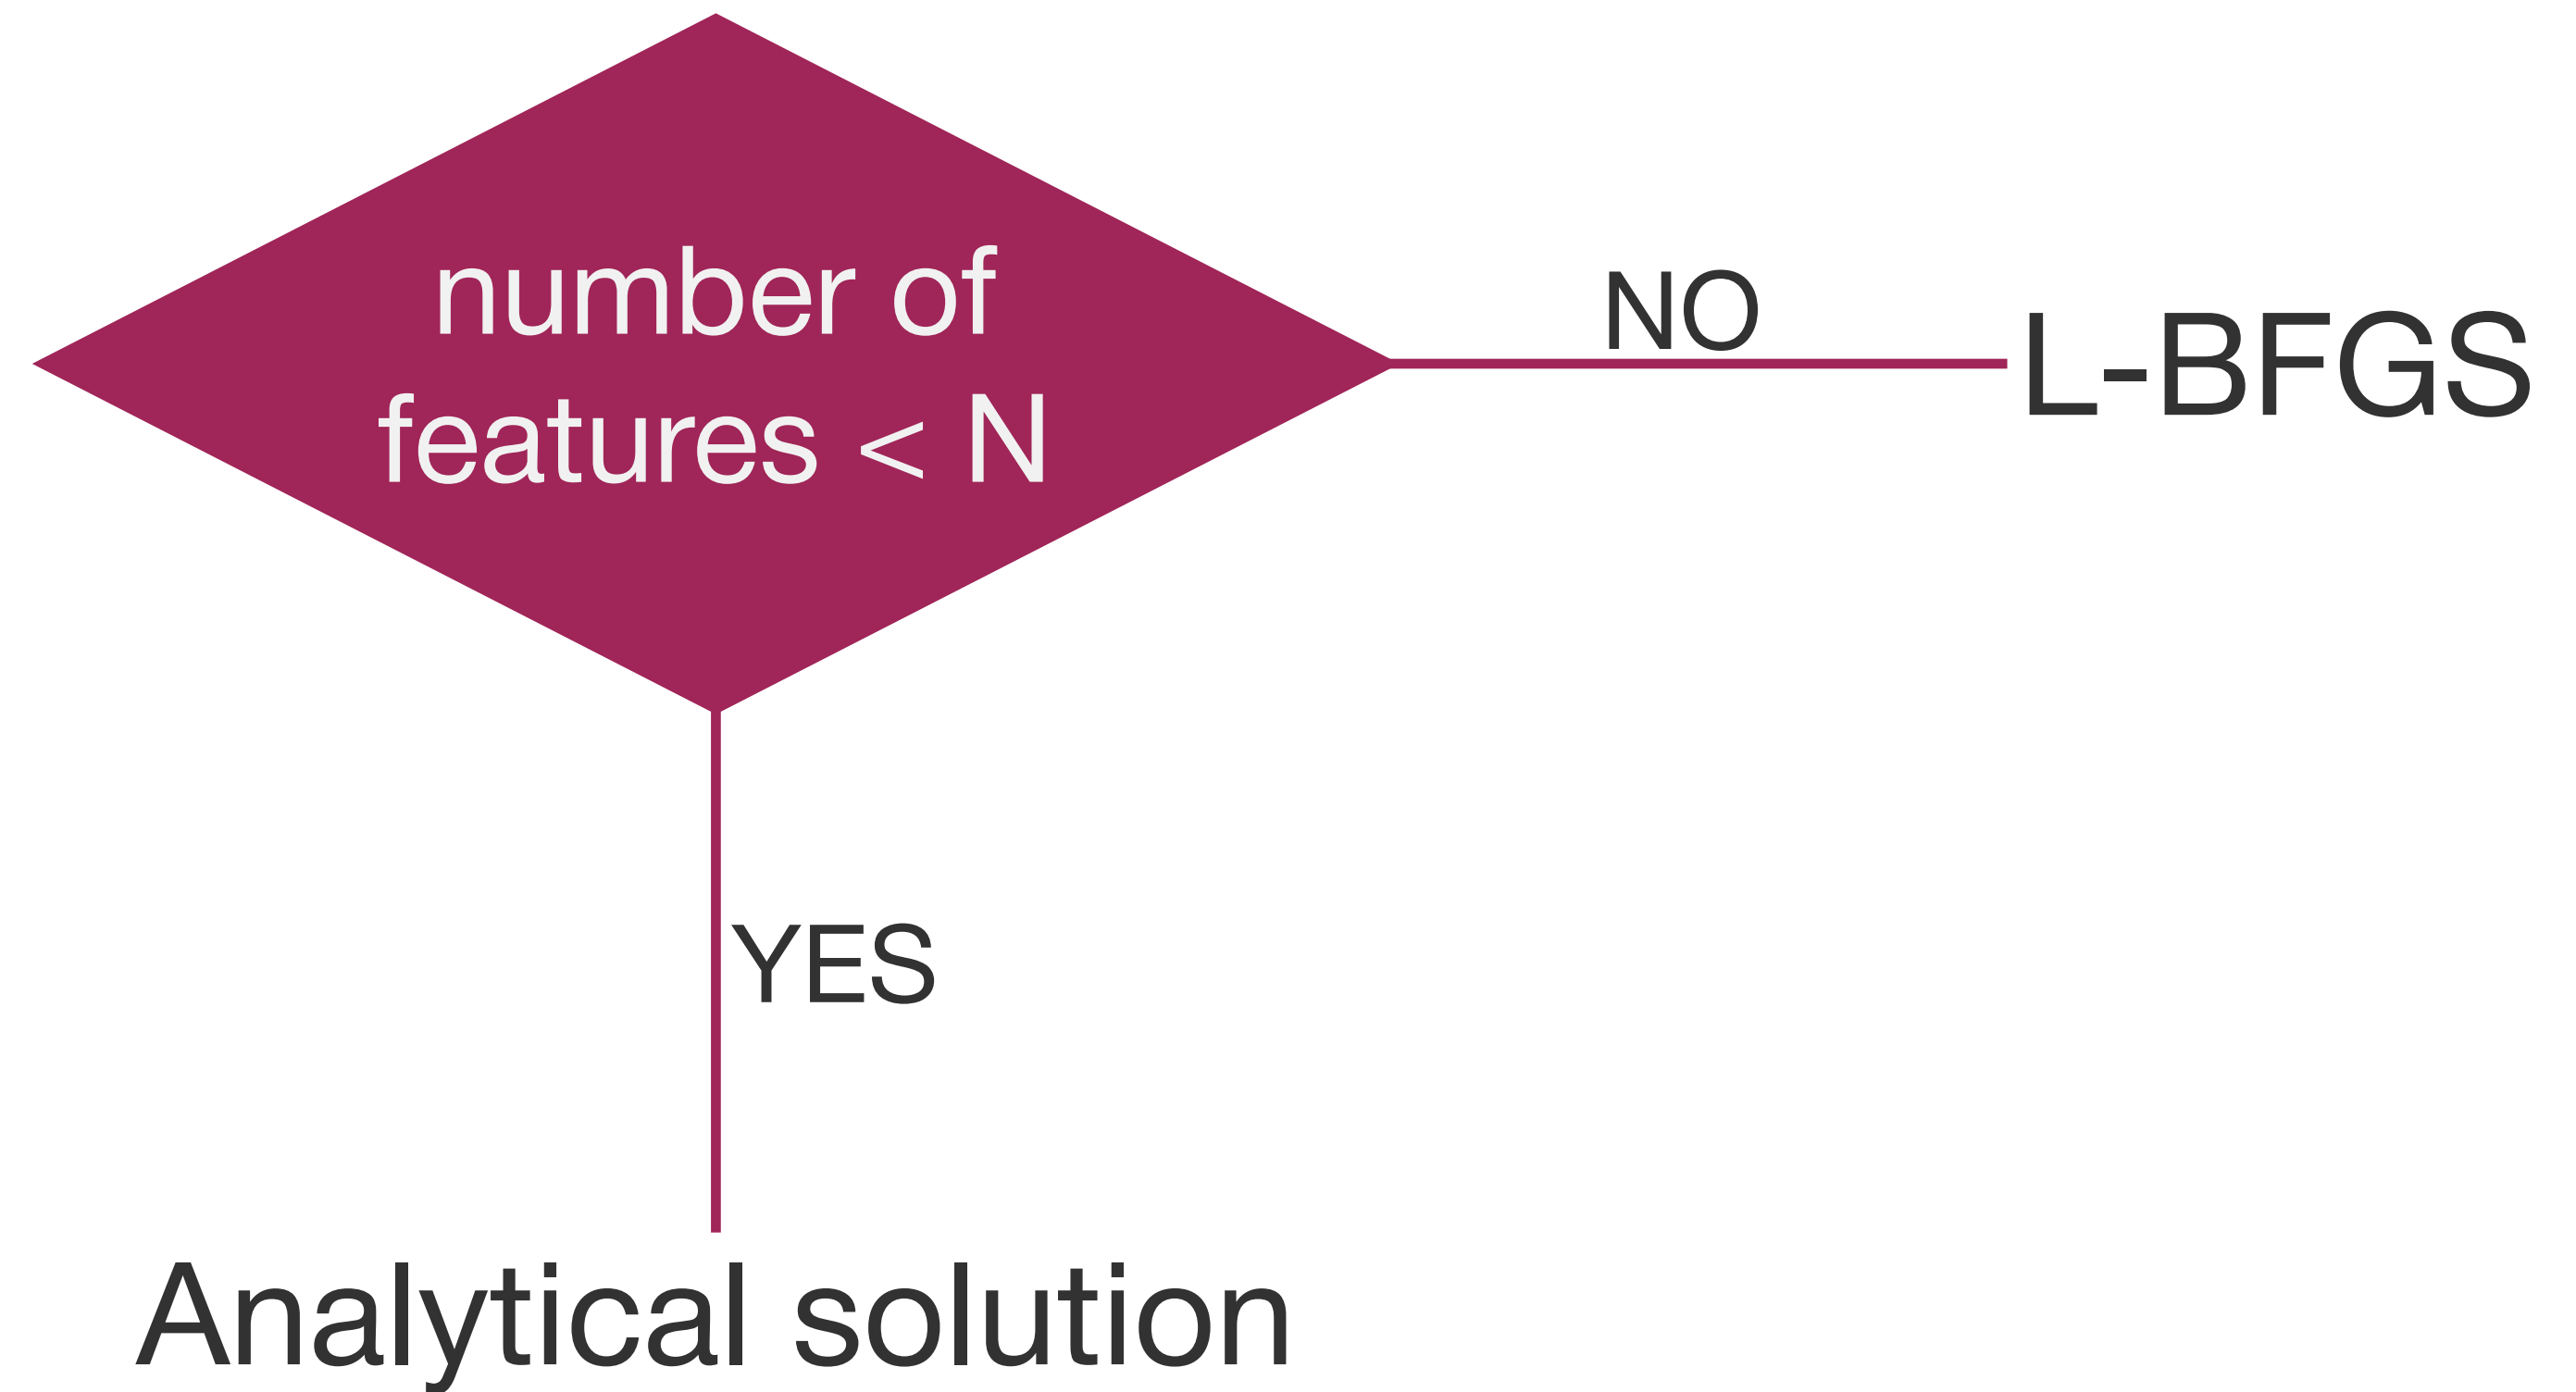 number of
features < N
NO
L-BFGS
YES
Analytical solution